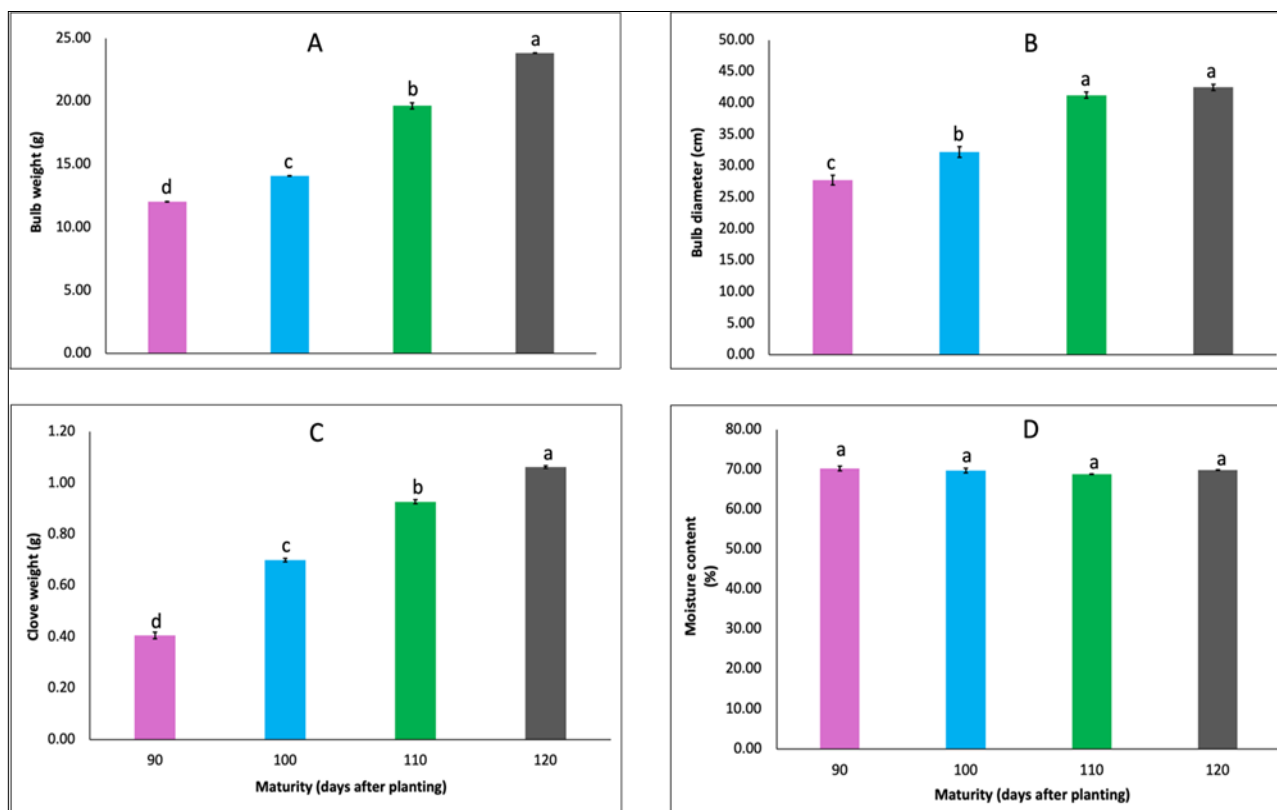 A
Bulb weight (g)
25.00
20.00
15.00
10.00
5.00
0.00
d
c
b
a
B
Bulb diameter (cm)
50.00
45.00
40.00
35.00
30.00
25.00
20.00
15.00
10.00
5.00
0.00
c
b
a
a
C
Clove weight (g)
1.20
1.00
0.80
0.60
0.40
0.20
0.00
d
c
b
a
90 100 110 120
Maturity (days after planting)
D
Moisture content
(%)
80.00
70.00
60.00
50.00
40.00
30.00
20.00
10.00
0.00
a
a
a
a
90 100 110 120
Maturity (days after planting)